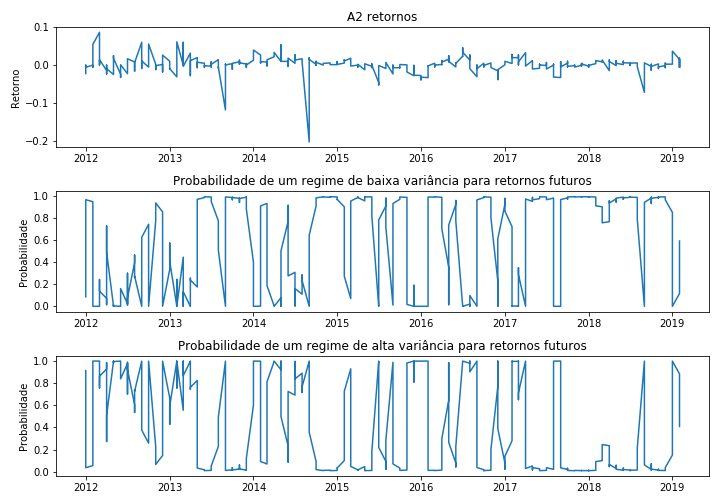 A2 retornos
Retorno
0.1
0.0
−0.1
−0.2
2012 2013 2014 2015 2016 2017 2018 2019
Probabilidade de um regime de baixa variância para retornos futuros
Probabilidade
1.0
0.8
0.6
0.4
0.2
0.0
2012 2013 2014 2015 2016 2017 2018 2019
Probabilidade de um regime de alta variância para retornos futuros
Probabilidade
1.0
0.8
0.6
0.4
0.2
0.0
2012 2013 2014 2015 2016 2017 2018 2019